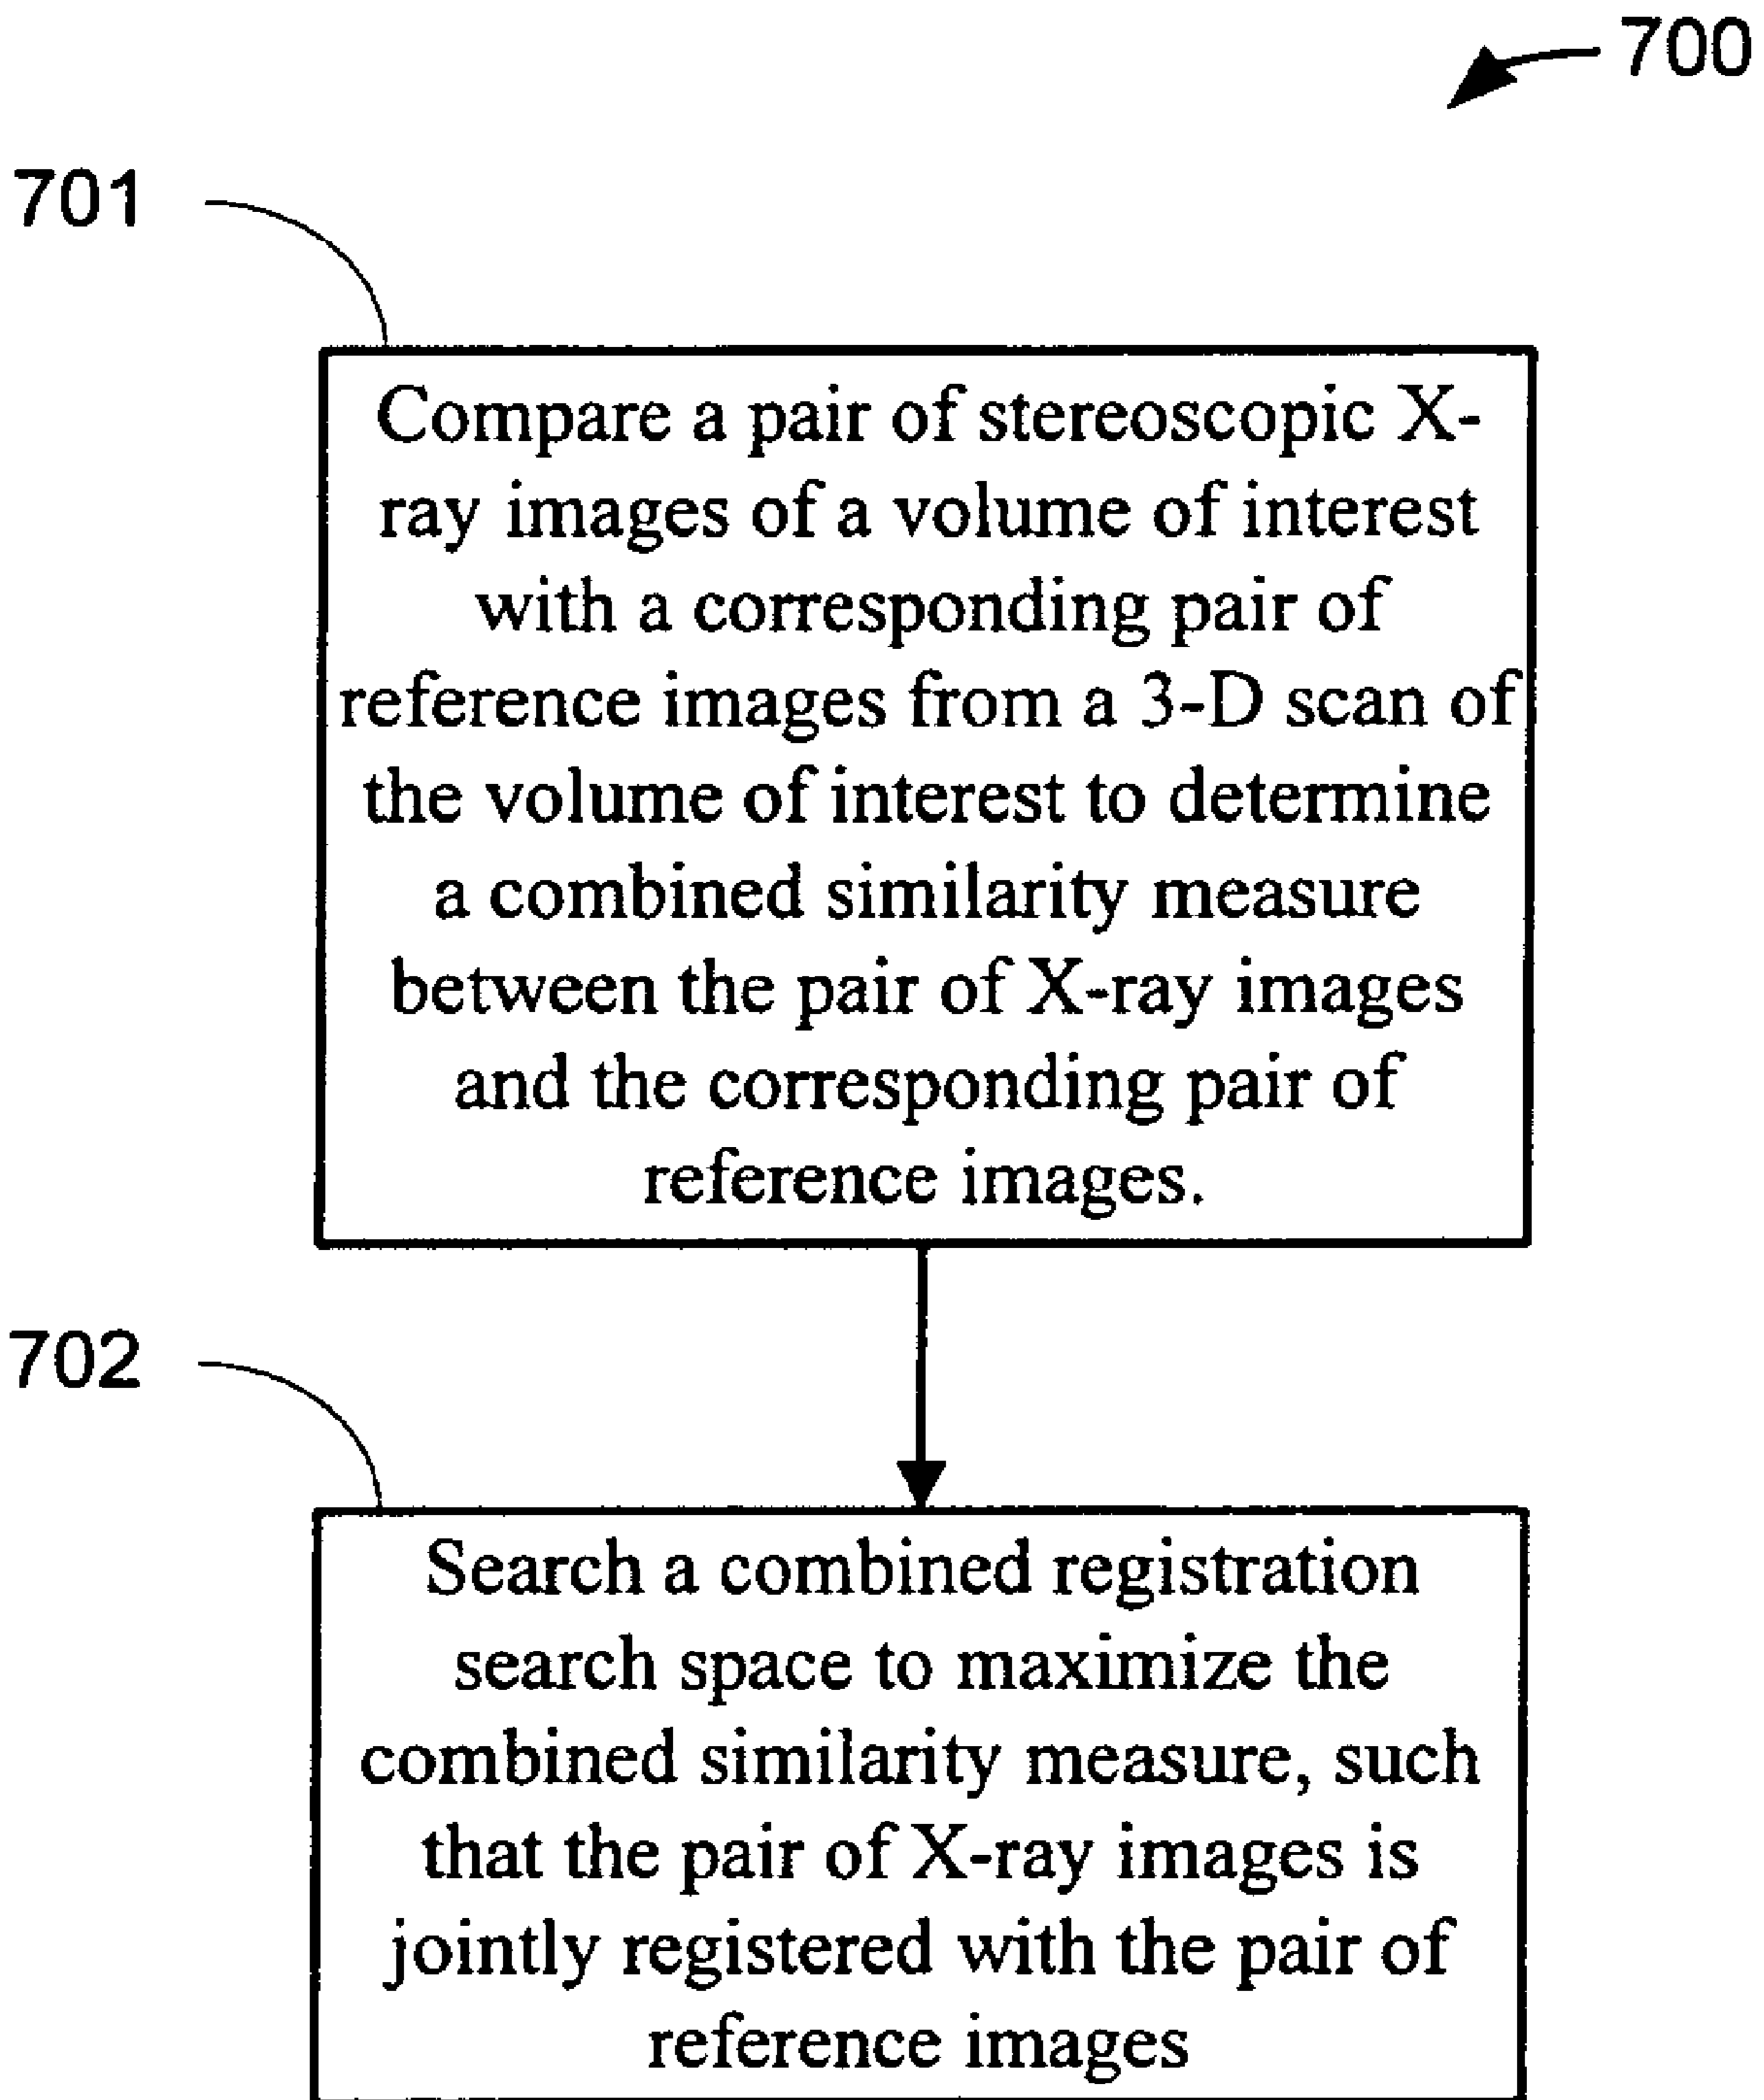 700
701
Compare a pair of stereoscopic X-
ray images of a volume of interest
with a corresponding pair of
reference images from a 3-D scan of
the volume of interest to determine
a combined similarity measure
between the pair of X-ray images
and the corresponding pair of
reference images.
702
Search a combined registration
search space to maximize the
combined similarity measure, such
that the pair of X-ray images is
jointly registered with the pair of
reference images